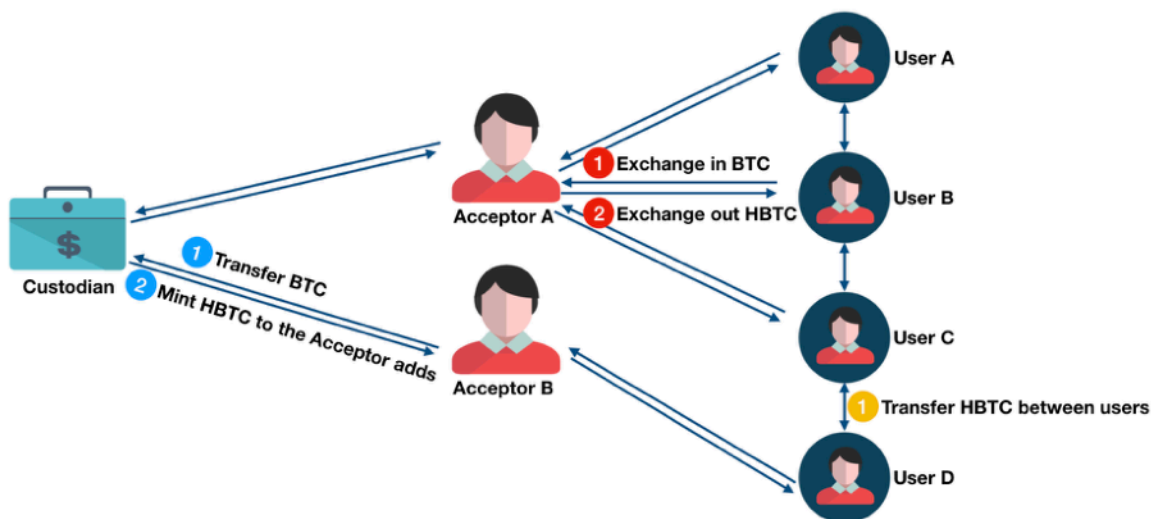 User A
1 Exchange in BTC
Acceptor A
2 Exchange out HBTC
User B
$
Custodian
1 Transfer BTC
2 Mint HBTC to the Acceptor adds
Acceptor B
User C
1 Transfer HBTC between users
User D